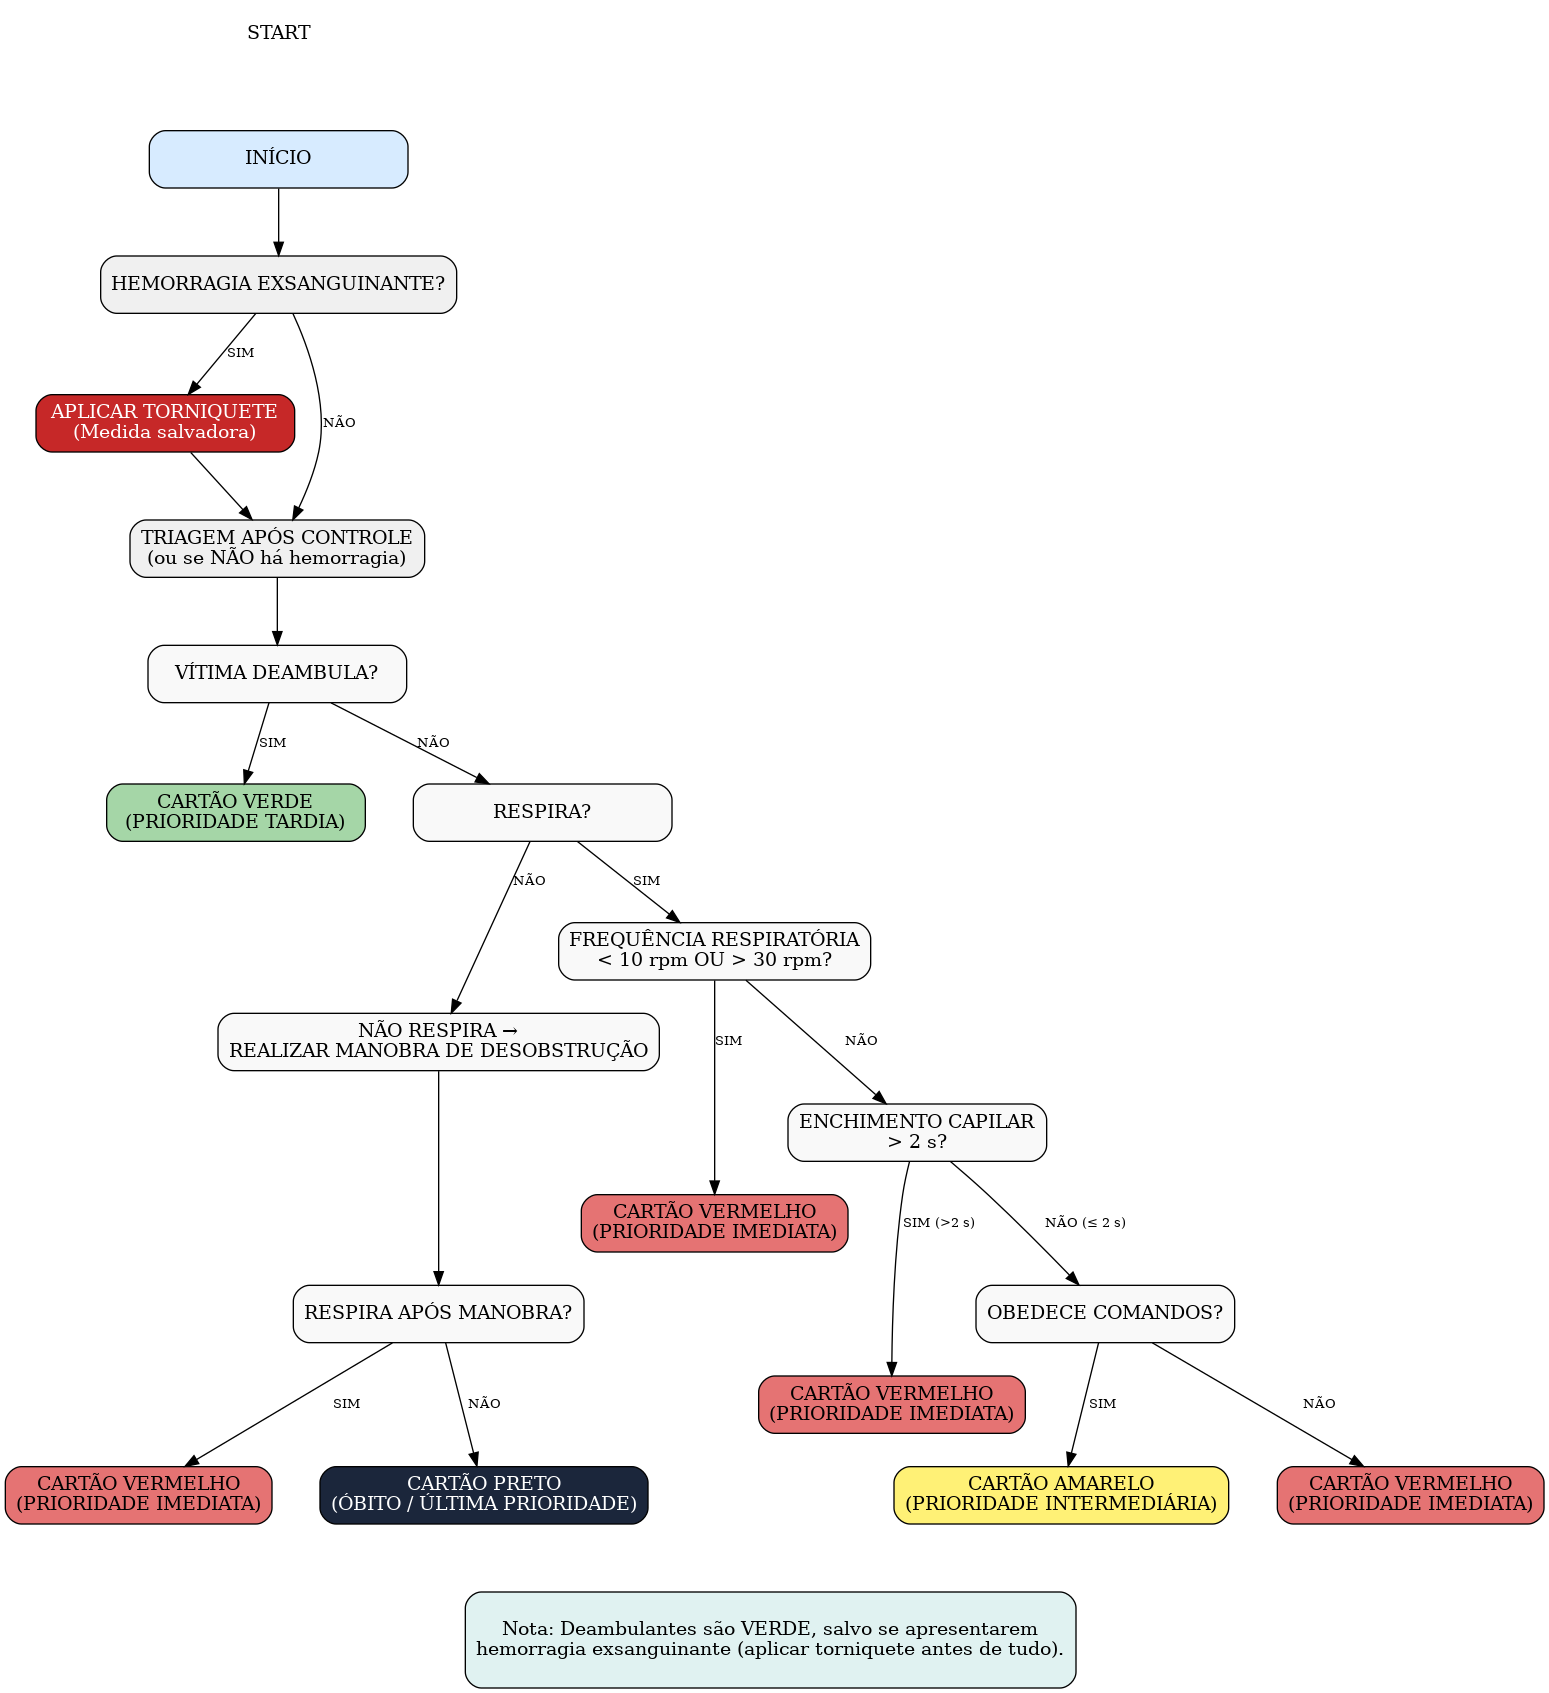 START
INÍCIO
HEMORRAGIA EXSANGUINANTE?
SIM
APLICAR TORNIQUETE
(Medida salvadora)
NÃO
TRIAGEM APÓS CONTROLE
(ou se NÃO há hemorragia)
VÍTIMA DEAMBULA?
SIM
NÃO
CARTÃO VERDE
(PRIORIDADE TARDIA)
RESPIRA?
NÃO
SIM
FREQUÊNCIA RESPIRATÓRIA
< 10 rpm OU > 30 rpm?
NÃO RESPIRA →
REALIZAR MANOBRA DE DESOBSTRUÇÃO
SIM
NÃO
ENCHIMENTO CAPILAR
> 2 s?
CARTÃO VERMELHO
(PRIORIDADE IMEDIATA)
SIM (>2 s)
NÃO (≤ 2 s)
RESPIRA APÓS MANOBRA?
OBEDECE COMANDOS?
SIM
NÃO
CARTÃO VERMELHO
(PRIORIDADE IMEDIATA)
SIM
NÃO
CARTÃO VERMELHO
(PRIORIDADE IMEDIATA)
CARTÃO PRETO
(ÓBITO / ÚLTIMA PRIORIDADE)
CARTÃO AMARELO
(PRIORIDADE INTERMEDIÁRIA)
CARTÃO VERMELHO
(PRIORIDADE IMEDIATA)
Nota: Deambulantes são VERDE, salvo se apresentarem
hemorragia exsanguinante (aplicar torniquete antes de tudo).